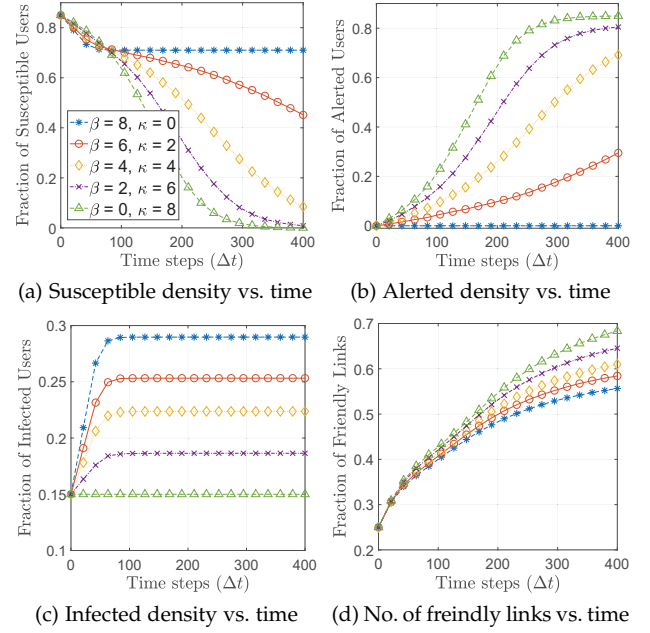 Fraction of Susceptible Users
0.8
0.6
0.4
0.2
0
β = 8, κ = 0
β = 6, κ = 2
β = 4, κ = 4
β = 2, κ = 6
β = 0, κ = 8
0 100 200 300 400
Time steps (Δt)
(a) Susceptible density vs. time
Fraction of Alerted Users
0.8
0.6
0.4
0.2
0
0 100 200 300 400
Time steps (Δt)
(b) Alerted density vs. time
Fraction of Infected Users
0.3
0.25
0.2
0.15
0.1
0 100 200 300 400
Time steps (Δt)
(c) Infected density vs. time
Fraction of Friendly Links
0.7
0.6
0.5
0.4
0.3
0.2
0 100 200 300 400
Time steps (Δt)
(d) No. of freindly links vs. time